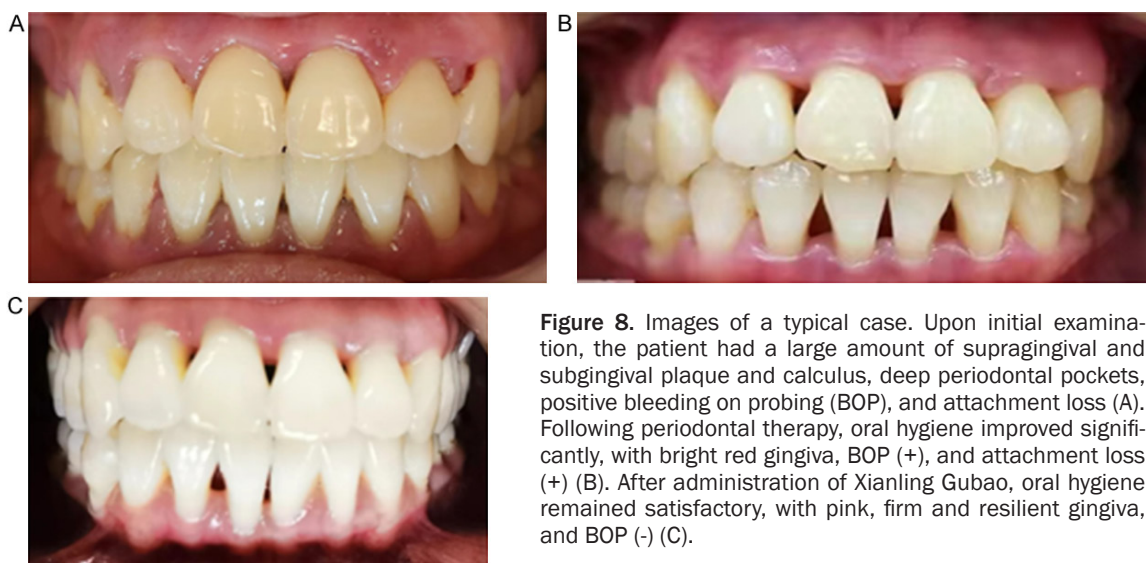 A
B
C
Figure 8. Images of a typical case. Upon initial examina-
tion, the patient had a large amount of supragingival and
subgingival plaque and calculus, deep periodontal pockets,
positive bleeding on probing (BOP), and attachment loss (A).
Following periodontal therapy, oral hygiene improved signifi-
cantly, with bright red gingiva, BOP (+), and attachment loss
(+) (B). After administration of Xianling Gubao, oral hygiene
remained satisfactory, with pink, firm and resilient gingiva,
and BOP (-) (C).